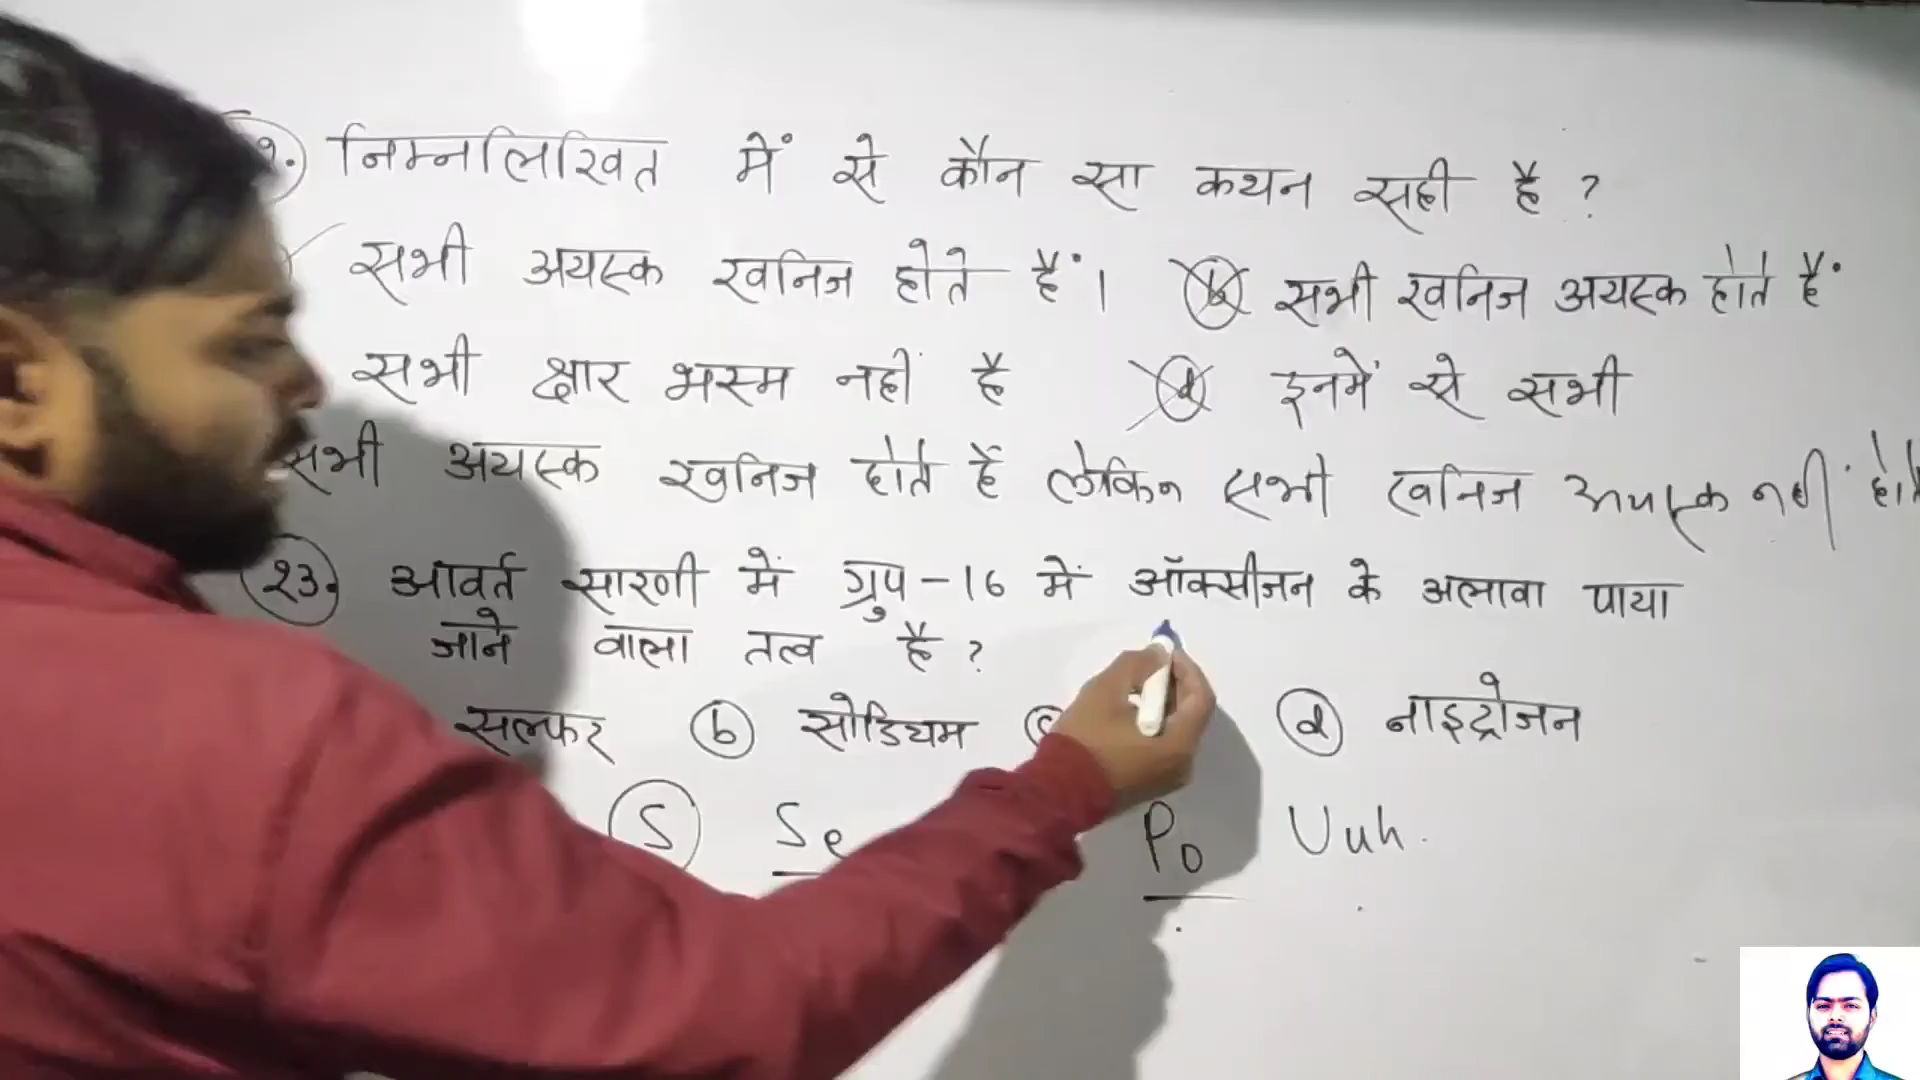 २. निम्नलिखित में से कौन सा कथन सही है ?
सभी अयस्क खनिज होते हैं। (b) सभी खनिज अयस्क होते हैं
सभी क्षार भस्म नहीं है (d) इनमें से सभी
सभी अयस्क खनिज होते हैं लेकिन सभी खनिज अयस्क नहीं
23. आवर्त सारणी में ग्रुप-16 में ऑक्सीजन के अलावा पाया
जाने वाला तत्व है ?
सल्फर (b) सोडियम (c) (d) नाइट्रोजन
S Se Po Uuh.